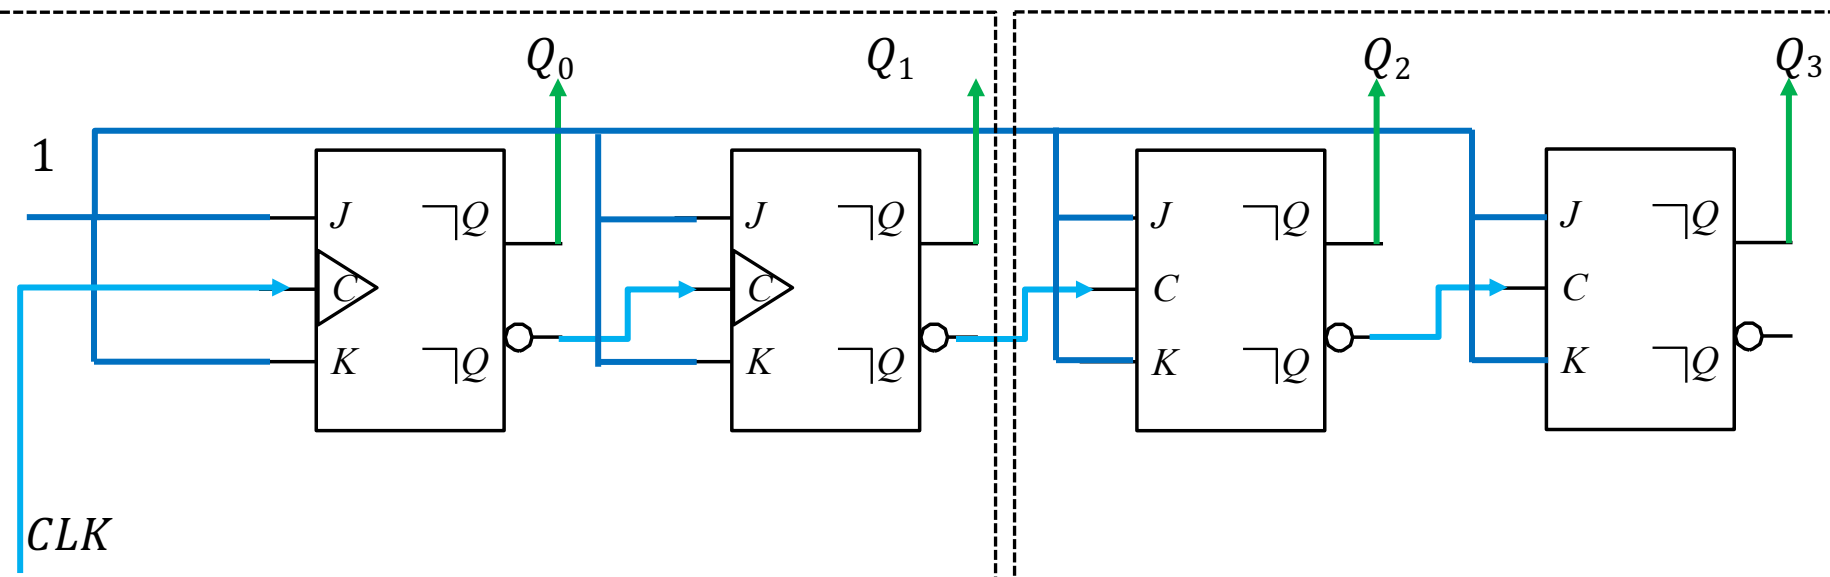 Q₀ Q₁ Q₂ Q₃
1
J ¬Q J ¬Q J ¬Q J ¬Q
C C C C
K ¬Q K ¬Q K ¬Q K ¬Q
CLK